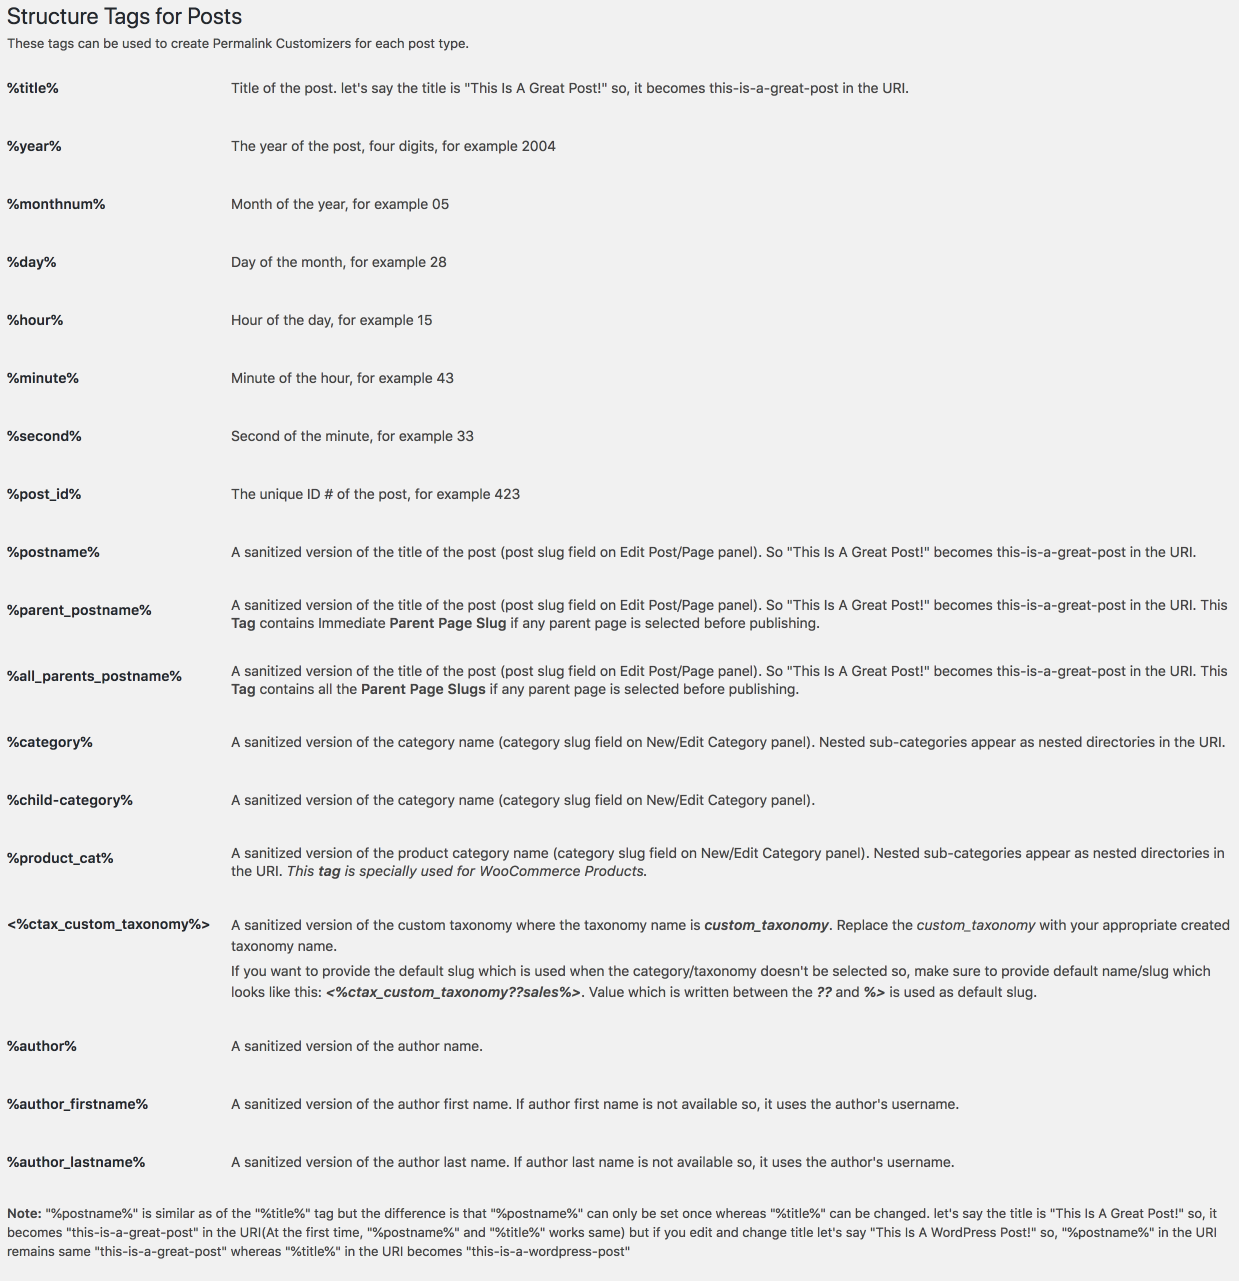 Structure Tags for Posts
These tags can be used to create Permalink Customizers for each post type.
%title% Title of the post. let's say the title is "This Is A Great Post!" so, it becomes this-is-a-great-post in the URI.
%year% The year of the post, four digits, for example 2004
%monthnum% Month of the year, for example 05
%day% Day of the month, for example 28
%hour% Hour of the day, for example 15
%minute% Minute of the hour, for example 43
%second% Second of the minute, for example 33
%post_id% The unique ID # of the post, for example 423
%postname% A sanitized version of the title of the post (post slug field on Edit Post/Page panel). So "This Is A Great Post!" becomes this-is-a-great-post in the URI.
%parent_postname% A sanitized version of the title of the post (post slug field on Edit Post/Page panel). So "This Is A Great Post!" becomes this-is-a-great-post in the URI. This
Tag contains Immediate Parent Page Slug if any parent page is selected before publishing.
%all_parents_postname% A sanitized version of the title of the post (post slug field on Edit Post/Page panel). So "This Is A Great Post!" becomes this-is-a-great-post in the URI. This
Tag contains all the Parent Page Slugs if any parent page is selected before publishing.
%category% A sanitized version of the category name (category slug field on New/Edit Category panel). Nested sub-categories appear as nested directories in the URI.
%child-category% A sanitized version of the category name (category slug field on New/Edit Category panel).
%product_cat% A sanitized version of the product category name (category slug field on New/Edit Category panel). Nested sub-categories appear as nested directories in
the URI. This tag is specially used for WooCommerce Products.
<%ctax_custom_taxonomy%> A sanitized version of the custom taxonomy where the taxonomy name is custom_taxonomy. Replace the custom_taxonomy with your appropriate created
taxonomy name.
If you want to provide the default slug which is used when the category/taxonomy doesn't be selected so, make sure to provide default name/slug which
looks like this: <%ctax_custom_taxonomy??sales%>. Value which is written between the ?? and %> is used as default slug.
%author% A sanitized version of the author name.
%author_firstname% A sanitized version of the author first name. If author first name is not available so, it uses the author's username.
%author_lastname% A sanitized version of the author last name. If author last name is not available so, it uses the author's username.
Note: "%postname%" is similar as of the "%title%" tag but the difference is that "%postname%" can only be set once whereas "%title%" can be changed. let's say the title is "This Is A Great Post!" so, it
becomes "this-is-a-great-post" in the URI(At the first time, "%postname%" and "%title%" works same) but if you edit and change title let's say "This Is A WordPress Post!" so, "%postname%" in the URI
remains same "this-is-a-great-post" whereas "%title%" in the URI becomes "this-is-a-wordpress-post"